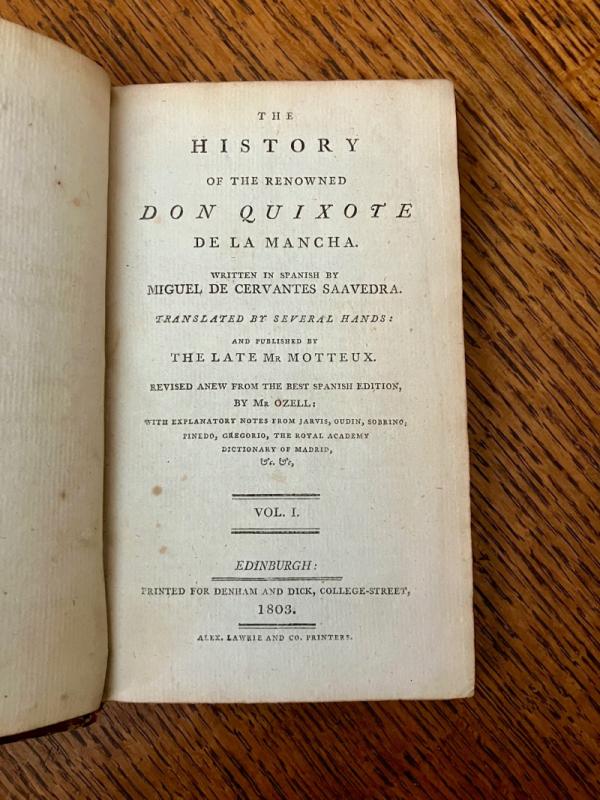 THE
HISTORY
OF THE RENOWNED
DON QUIXOTE
DE LA MANCHA.
WRITTEN IN SPANISH BY
MIGUEL DE CERVANTES SAAVEDRA.
TRANSLATED BY SEVERAL HANDS:
AND PUBLISHED BY
THE LATE MR MOTTEUX.
REVISED ANEW FROM THE BEST SPANISH EDITION,
BY MR OZELL:
WITH EXPLANATORY NOTES FROM JARVIS, OUDIN, SOBRINO,
PINEDO, GREGORIO, THE ROYAL ACADEMY
DICTIONARY OF MADRID,
&c. &c,
VOL. I.
EDINBURGH:
PRINTED FOR DENHAM AND DICK, COLLEGE-STREET,
1803.
ALEX. LAWRIE AND CO. PRINTERS.